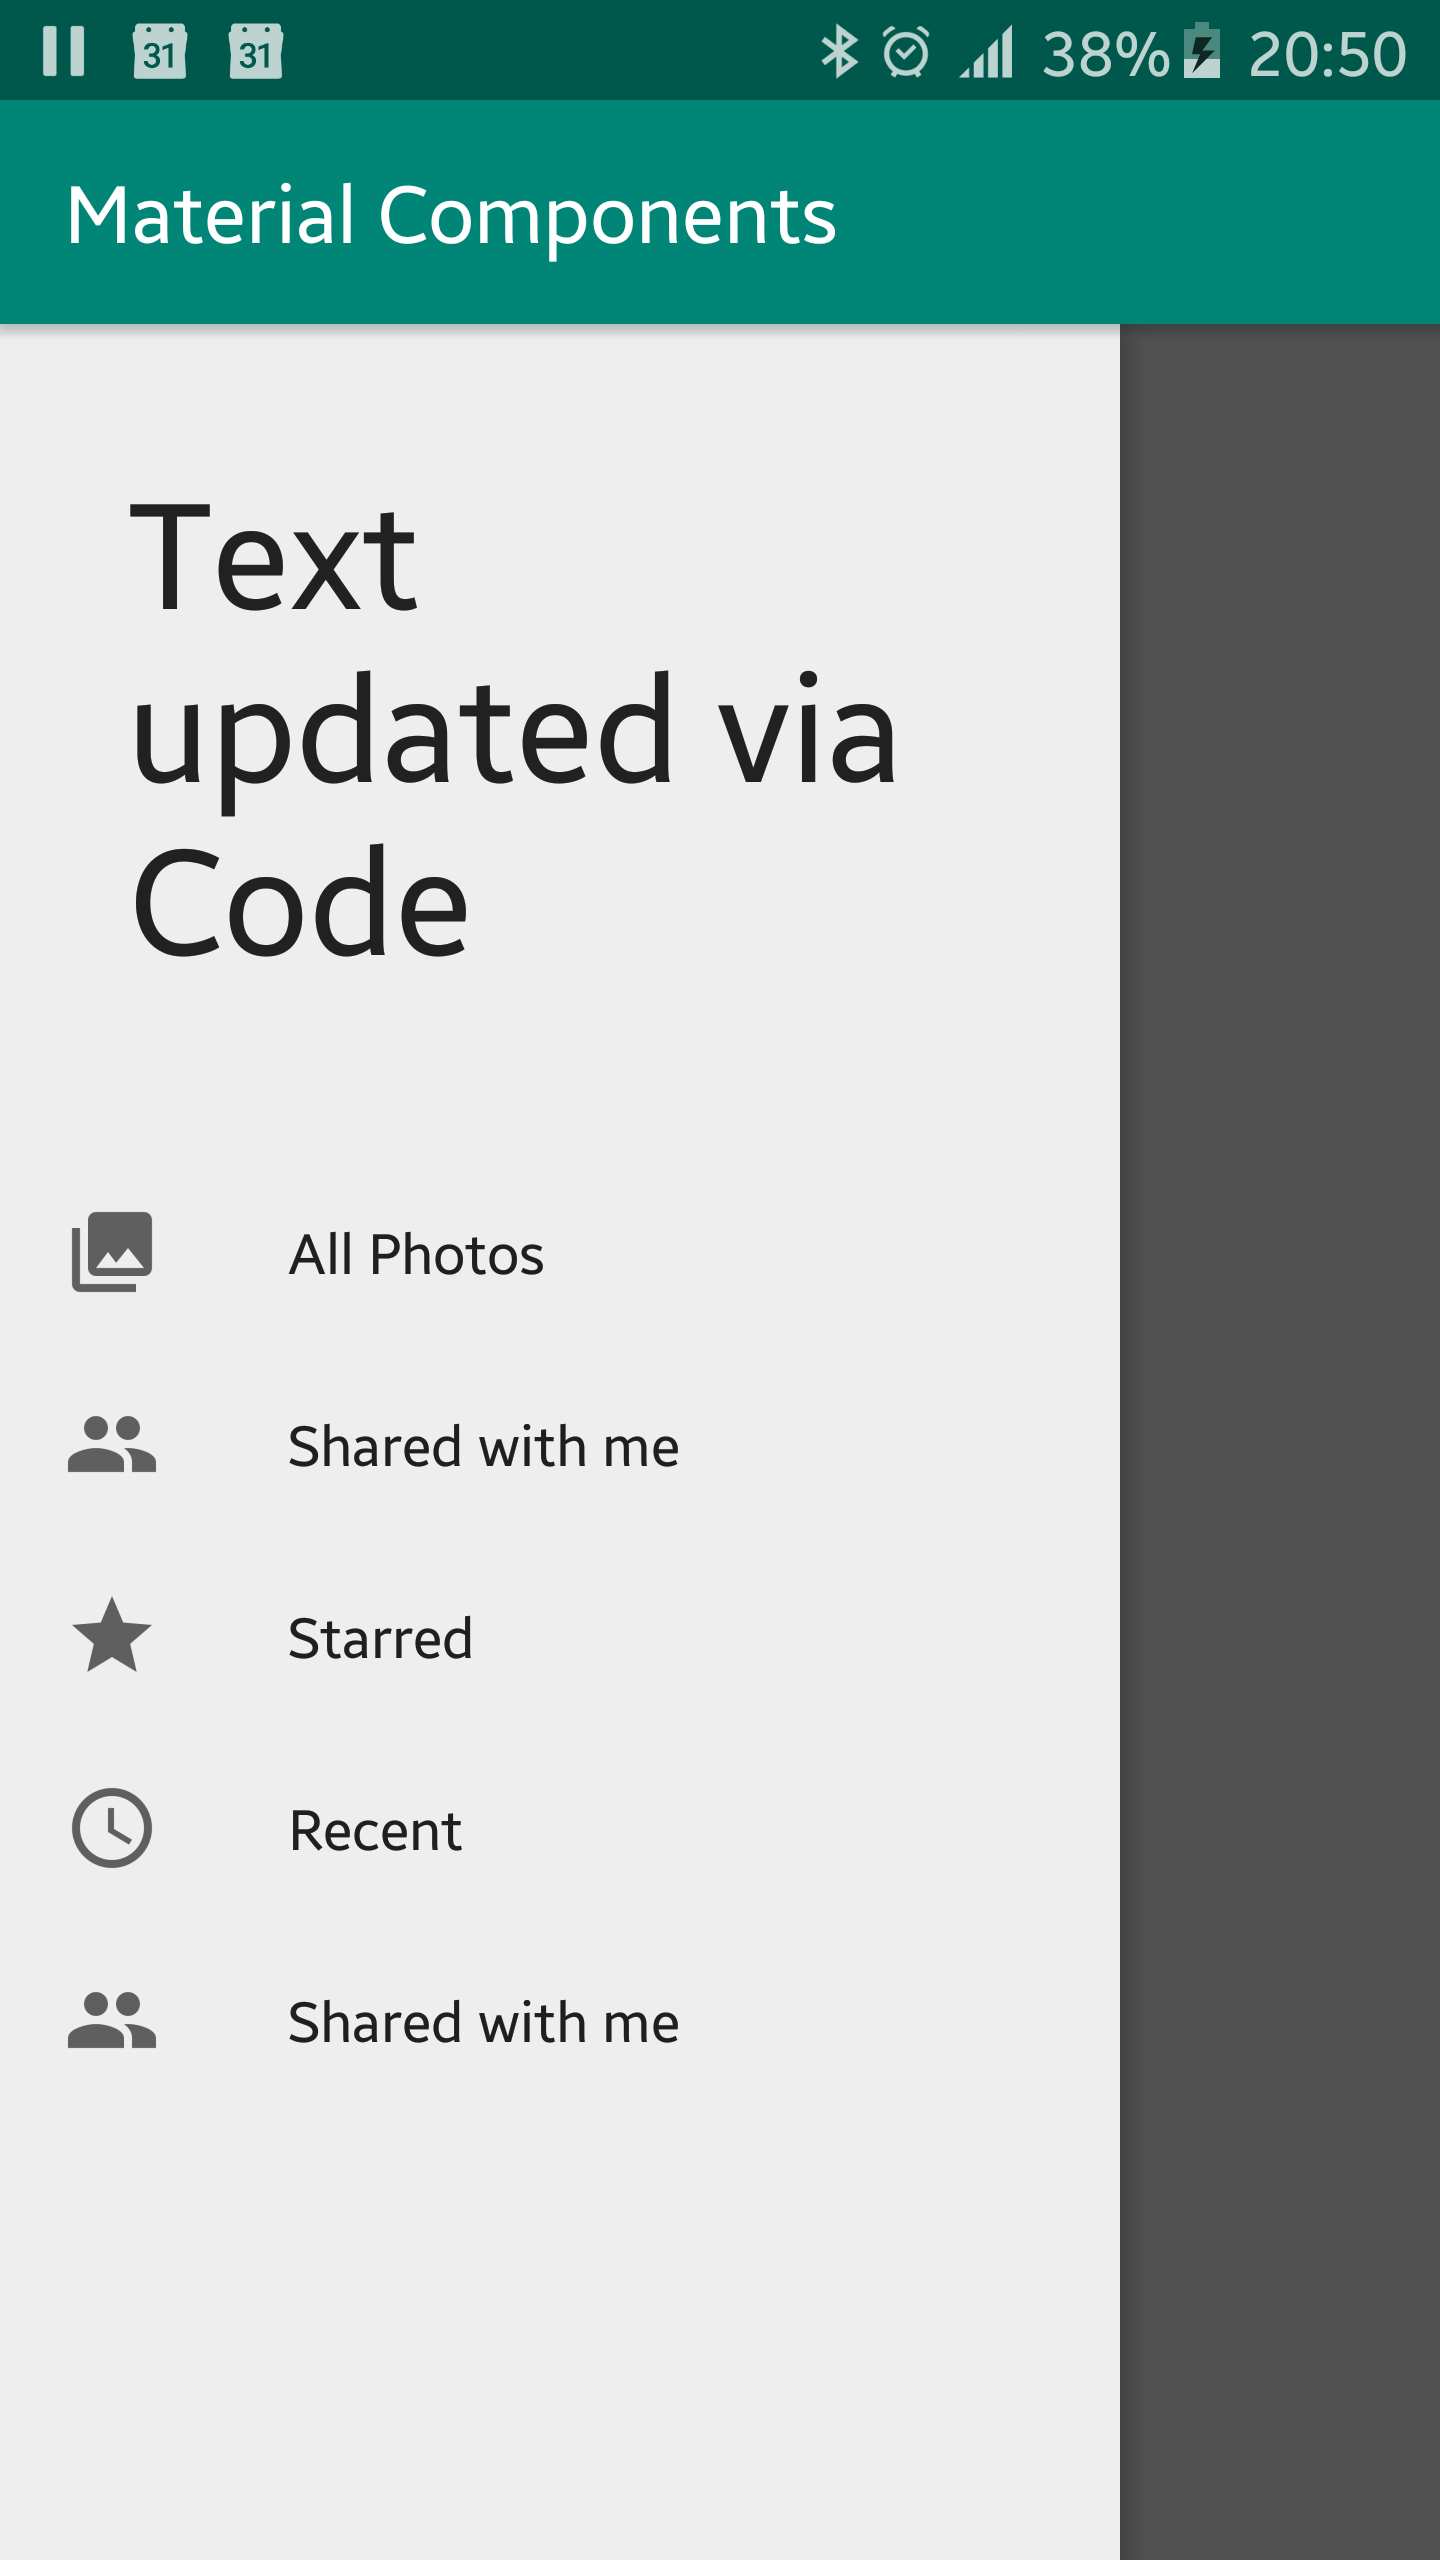 31 31 38% 20:50
Material Components
Text
updated via
Code
All Photos
Shared with me
Starred
Recent
Shared with me